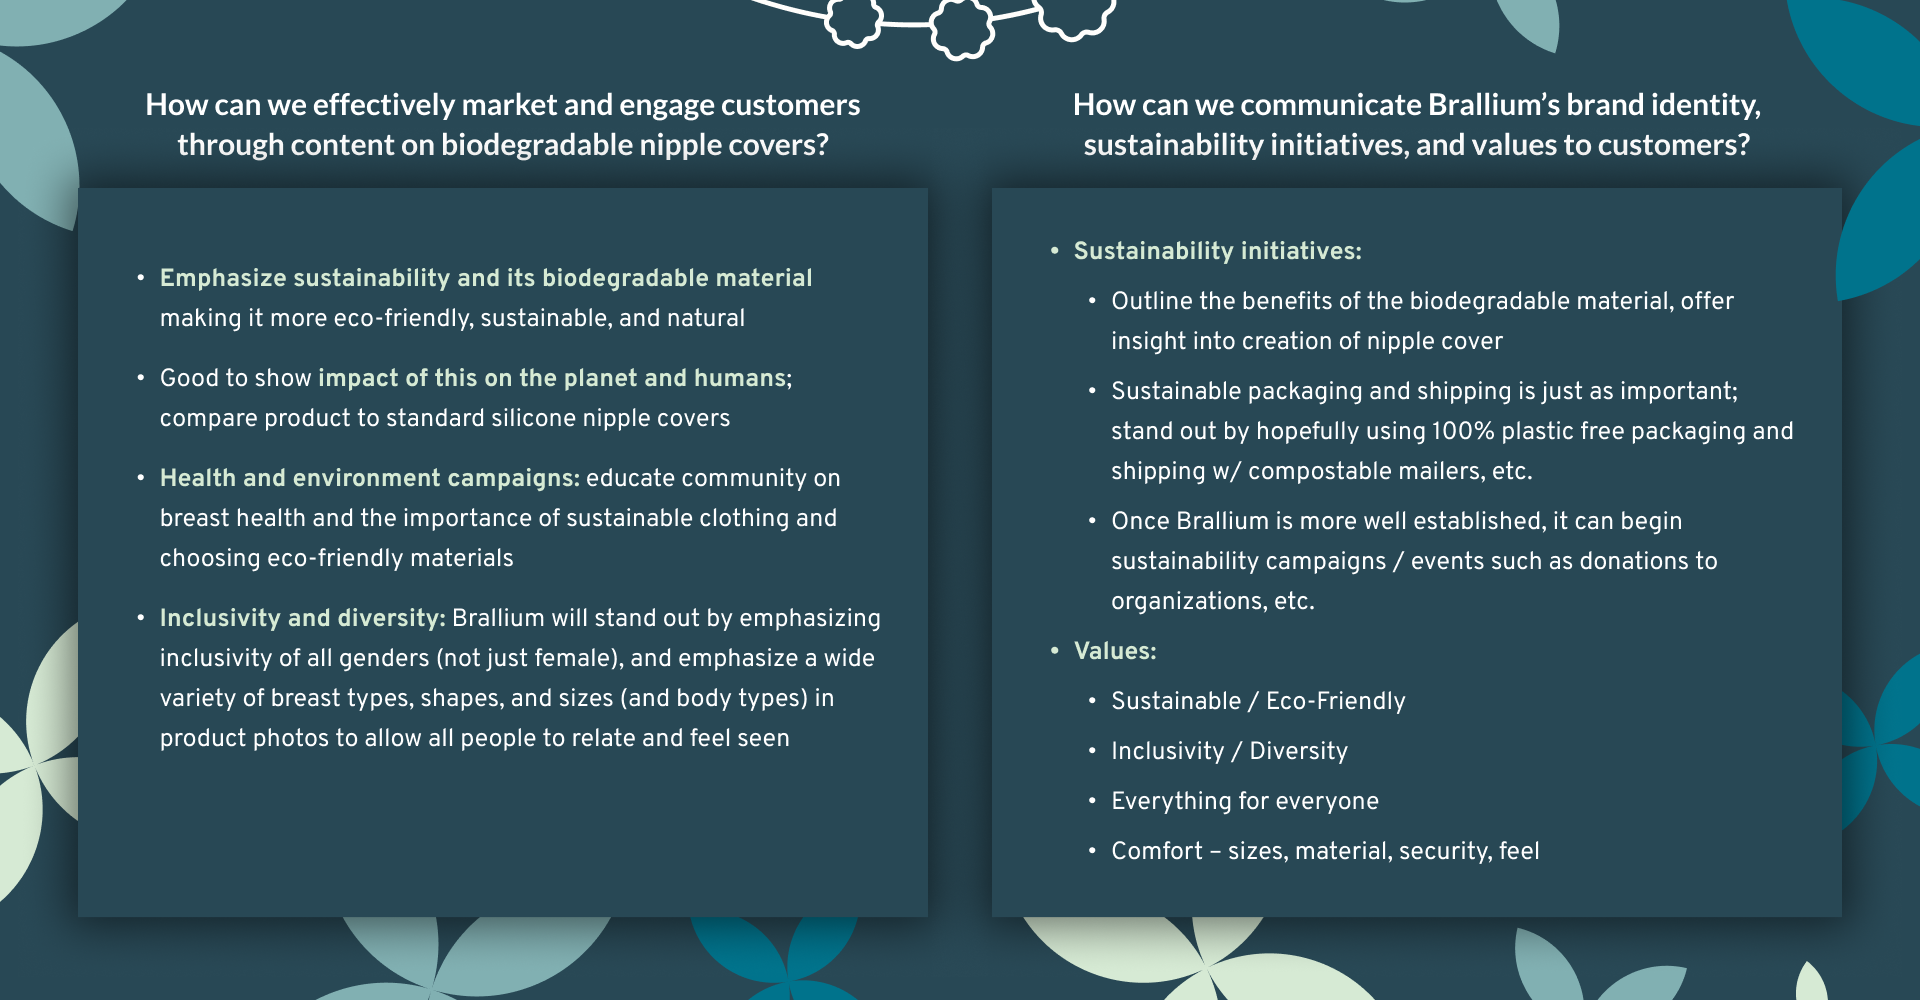 How can we effectively market and engage customers
through content on biodegradable nipple covers?
• Emphasize sustainability and its biodegradable material
making it more eco-friendly, sustainable, and natural
• Good to show impact of this on the planet and humans;
compare product to standard silicone nipple covers
• Health and environment campaigns: educate community on
breast health and the importance of sustainable clothing and
choosing eco-friendly materials
• Inclusivity and diversity: Brallium will stand out by emphasizing
inclusivity of all genders (not just female), and emphasize a wide
variety of breast types, shapes, and sizes (and body types) in
product photos to allow all people to relate and feel seen
How can we communicate Brallium’s brand identity,
sustainability initiatives, and values to customers?
• Sustainability initiatives:
• Outline the benefits of the biodegradable material, offer
insight into creation of nipple cover
• Sustainable packaging and shipping is just as important;
stand out by hopefully using 100% plastic free packaging and
shipping w/ compostable mailers, etc.
• Once Brallium is more well established, it can begin
sustainability campaigns / events such as donations to
organizations, etc.
• Values:
• Sustainable / Eco-Friendly
• Inclusivity / Diversity
• Everything for everyone
• Comfort – sizes, material, security, feel